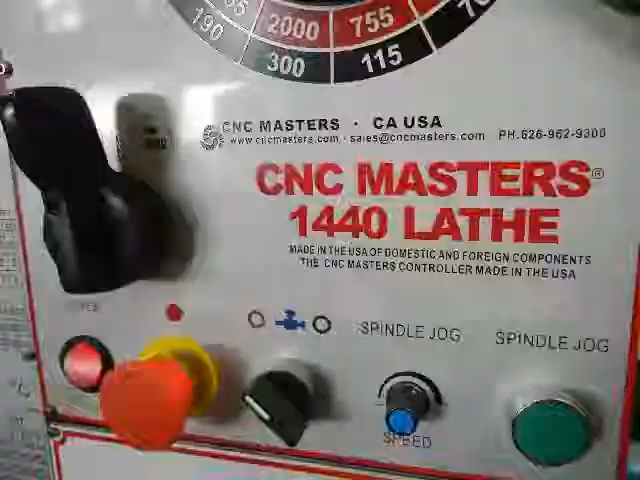 2000
755
190
300
115
CNC MASTERS · CA USA
www.cncmasters.com · sales@cncmasters.com PH.626-962-9300
CNC MASTERS®
1440 LATHE
MADE IN THE USA OF DOMESTIC AND FOREIGN COMPONENTS
THE CNC MASTERS CONTROLLER MADE IN THE USA
SPINDLE JOG
SPINDLE JOG
SPEED